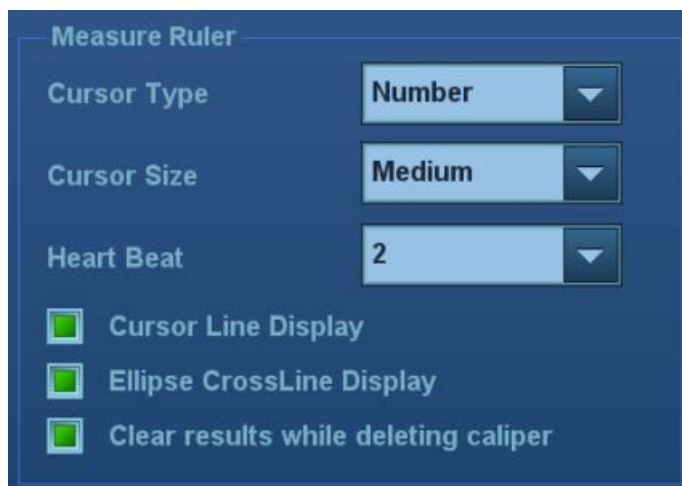 Measure Ruler
Cursor Type Number
Cursor Size Medium
Heart Beat 2
Cursor Line Display
Ellipse CrossLine Display
Clear results while deleting caliper